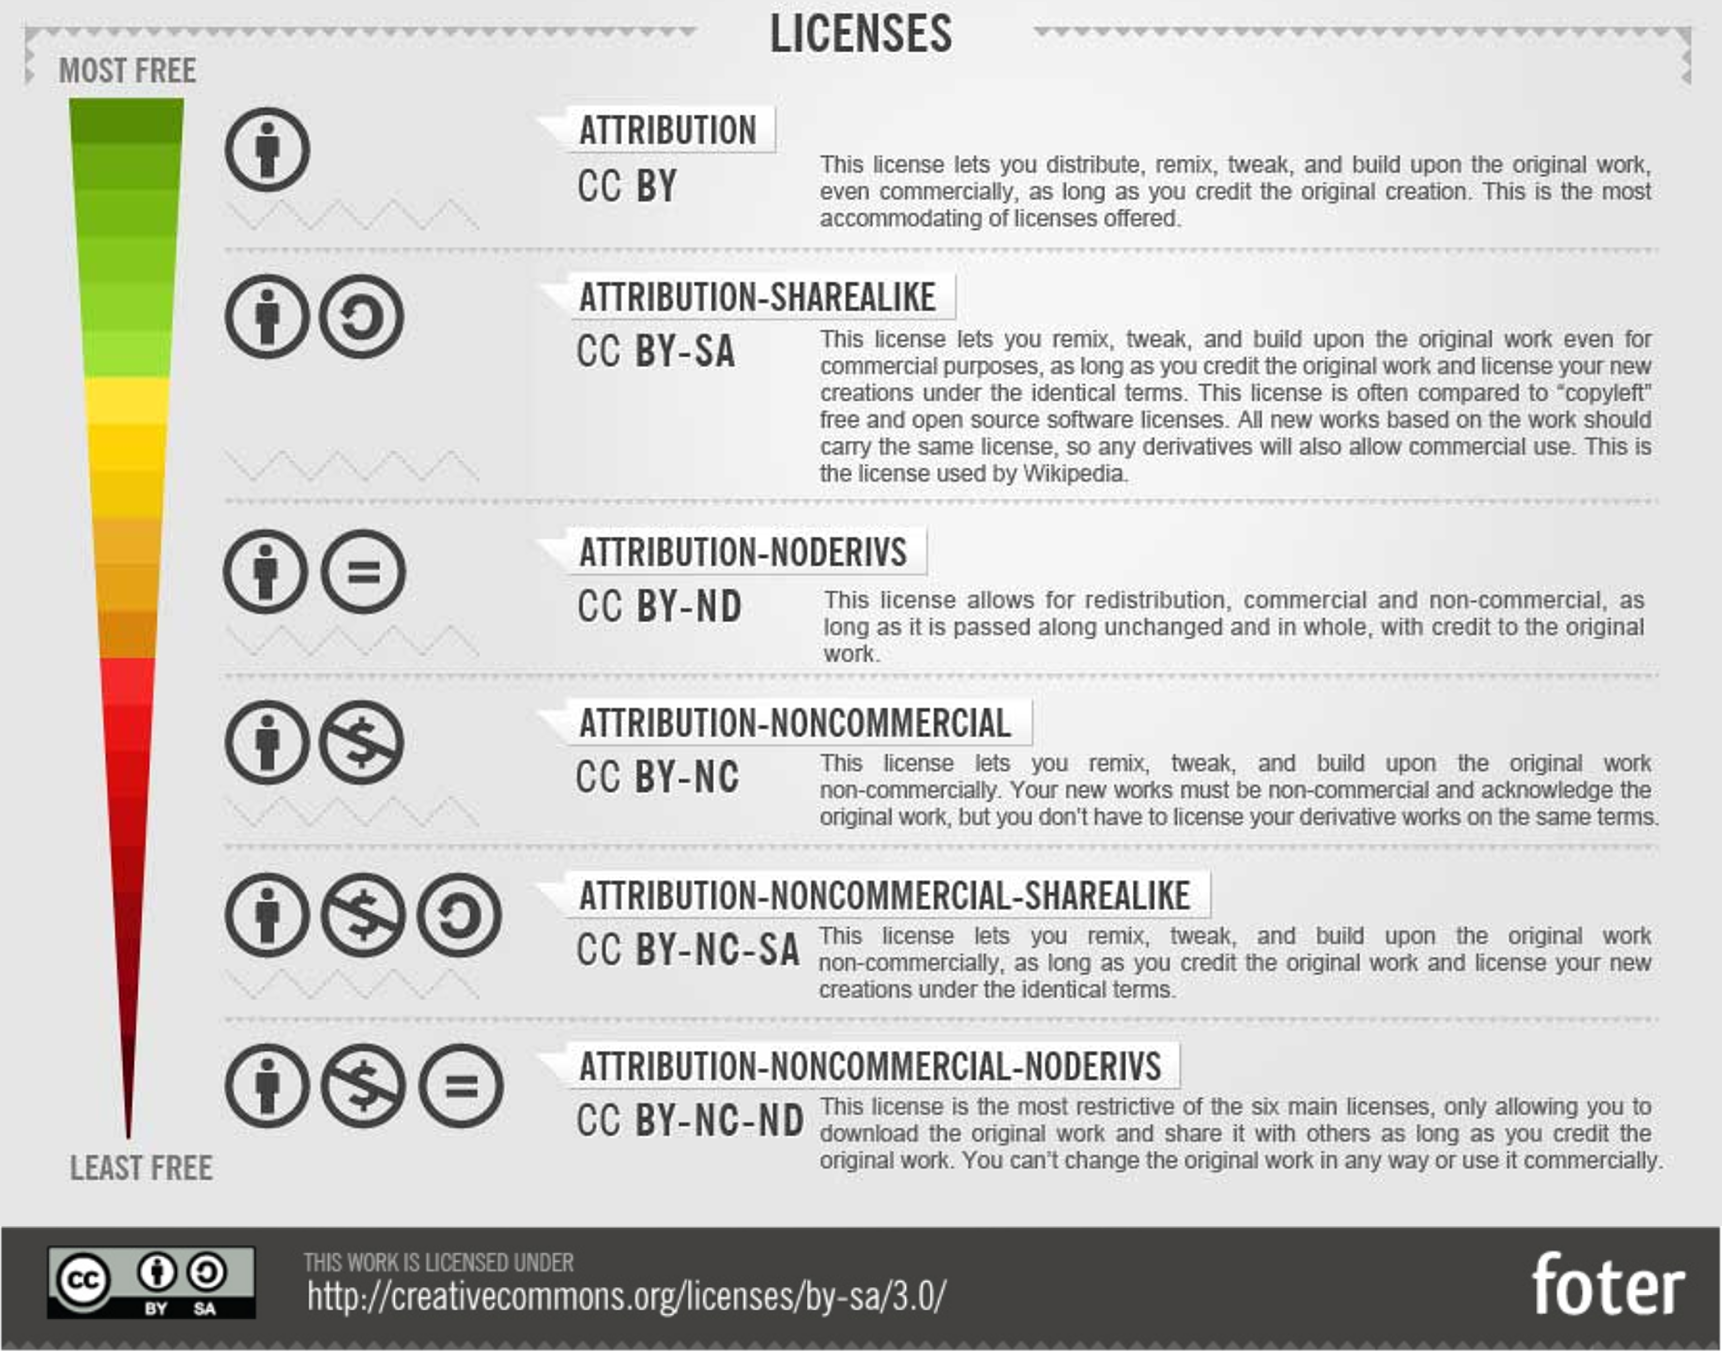 LICENSES
MOST FREE
ATTRIBUTION
CC BY
This license lets you distribute, remix, tweak, and build upon the original work,
even commercially, as long as you credit the original creation. This is the most
accommodating of licenses offered.
ATTRIBUTION-SHAREALIKE
CC BY-SA
This license lets you remix, tweak, and build upon the original work even for
commercial purposes, as long as you credit the original work and license your new
creations under the identical terms. This license is often compared to “copyleft”
free and open source software licenses. All new works based on the work should
carry the same license, so any derivatives will also allow commercial use. This is
the license used by Wikipedia.
ATTRIBUTION-NODERIVS
CC BY-ND
This license allows for redistribution, commercial and non-commercial, as
long as it is passed along unchanged and in whole, with credit to the original
work.
ATTRIBUTION-NONCOMMERCIAL
CC BY-NC
This license lets you remix, tweak, and build upon the original work
non-commercially. Your new works must be non-commercial and acknowledge the
original work, but you don't have to license your derivative works on the same terms.
ATTRIBUTION-NONCOMMERCIAL-SHAREALIKE
CC BY-NC-SA
This license lets you remix, tweak, and build upon the original work
non-commercially, as long as you credit the original work and license your new
creations under the identical terms.
ATTRIBUTION-NONCOMMERCIAL-NODERIVS
CC BY-NC-ND
This license is the most restrictive of the six main licenses, only allowing you to
download the original work and share it with others as long as you credit the
original work. You can't change the original work in any way or use it commercially.
LEAST FREE
cc
BY SA
THIS WORK IS LICENSED UNDER
http://creativecommons.org/licenses/by-sa/3.0/
foter